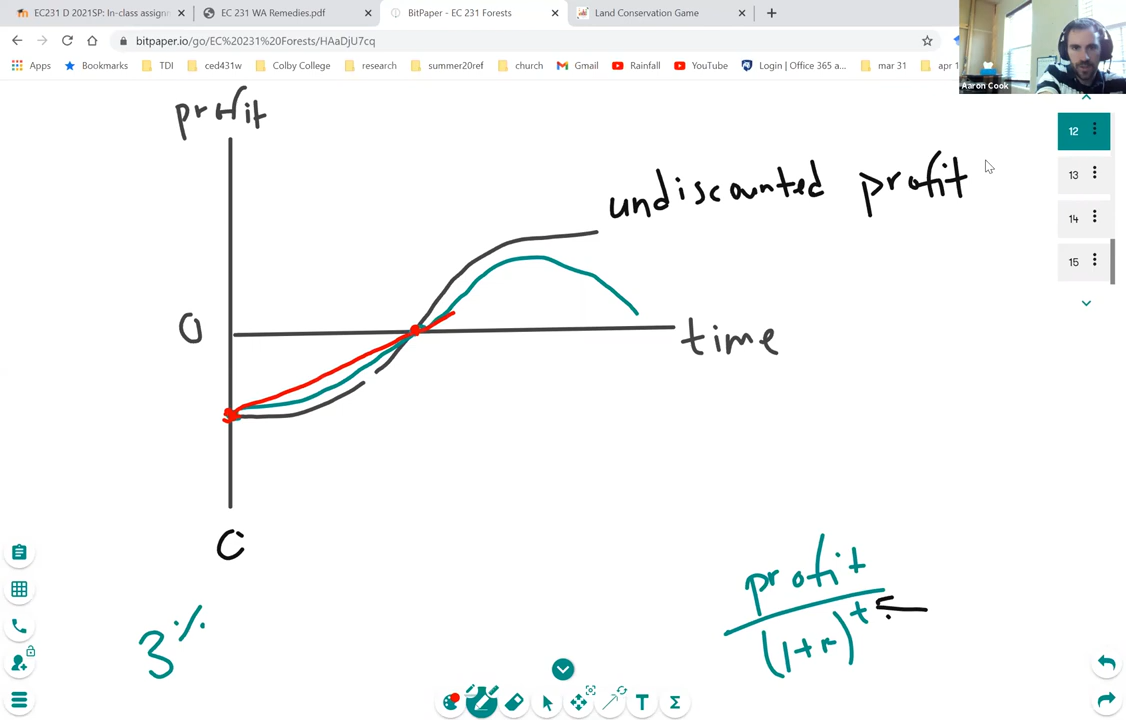 EC231 D 2021SP: In-class assignm
EC 231 WA Remedies.pdf
BitPaper - EC 231 Forests
Land Conservation Game
bitpaper.io/go/EC%20231%20Forests/HAaDjU7cq
Apps
Bookmarks
TDI
ced431w
Colby College
research
summer20ref
church
Gmail
Rainfall
YouTube
Login | Office 365 a...
mar 31
apr 1
Aaron Cook
profit
12
undiscounted profit
13
14
15
0
time
C
profit
(1+r)^t
3%
T
Σ